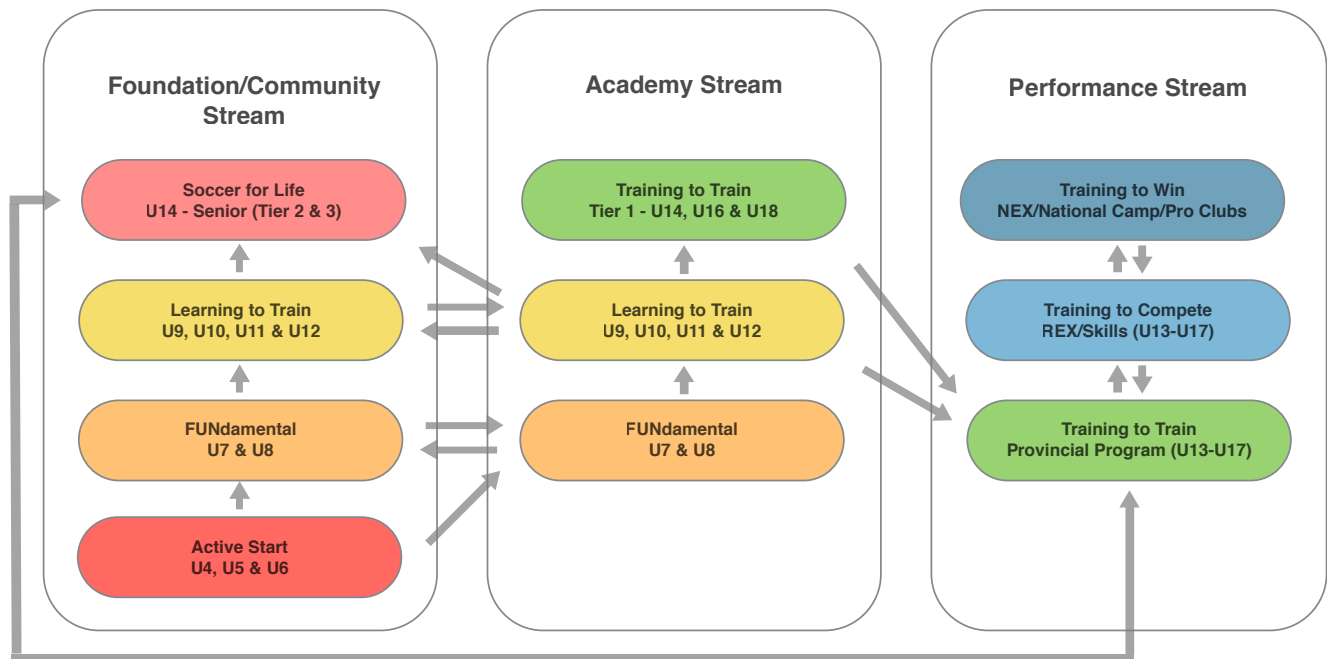 Foundation/Community
Stream
Soccer for Life
U14 - Senior (Tier 2 & 3)
Learning to Train
U9, U10, U11 & U12
FUNdamental
U7 & U8
Active Start
U4, U5 & U6
Academy Stream
Training to Train
Tier 1 - U14, U16 & U18
Learning to Train
U9, U10, U11 & U12
FUNdamental
U7 & U8
Performance Stream
Training to Win
NEX/National Camp/Pro Clubs
Training to Compete
REX/Skills (U13-U17)
Training to Train
Provincial Program (U13-U17)